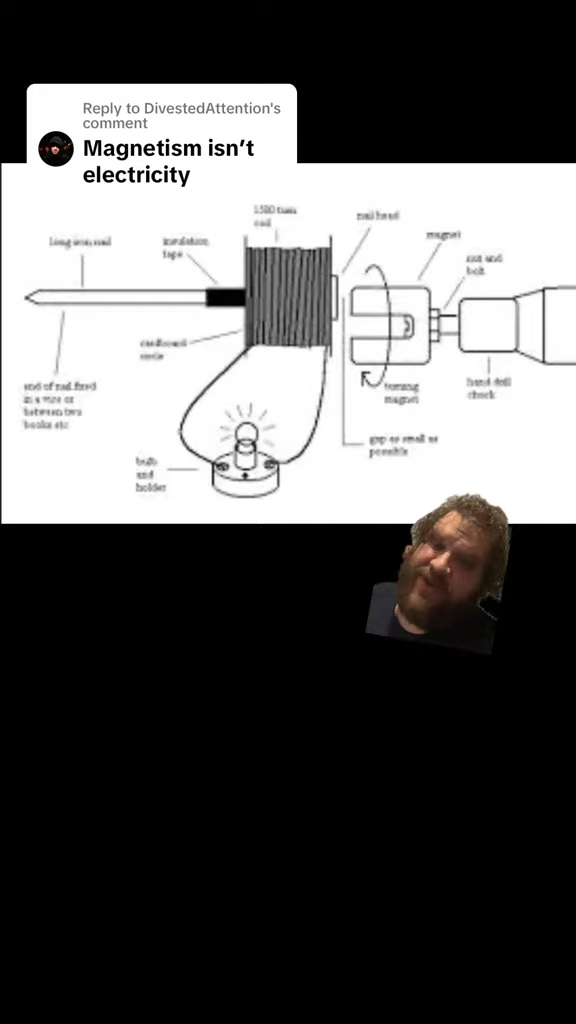 Reply to DivestedAttention's
comment
Magnetism isn't
electricity
1500 turn
coil
nail head
long iron nail
insulation
tape
magnet
nut and
bolt
cardboard
end of nail fixed
in a vice or
between two
books etc
turning
magnet
hand drill
chuck
gap as small as
possible
bulb
and
holder